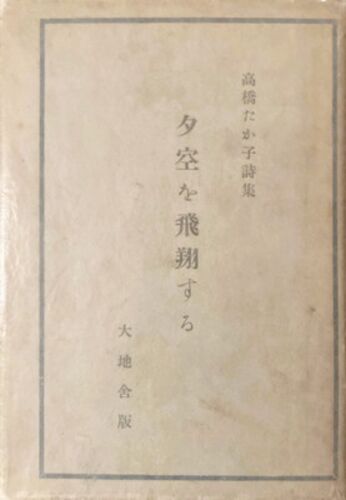 高橋たか子詩集
夕空を飛翔する
大地舎版